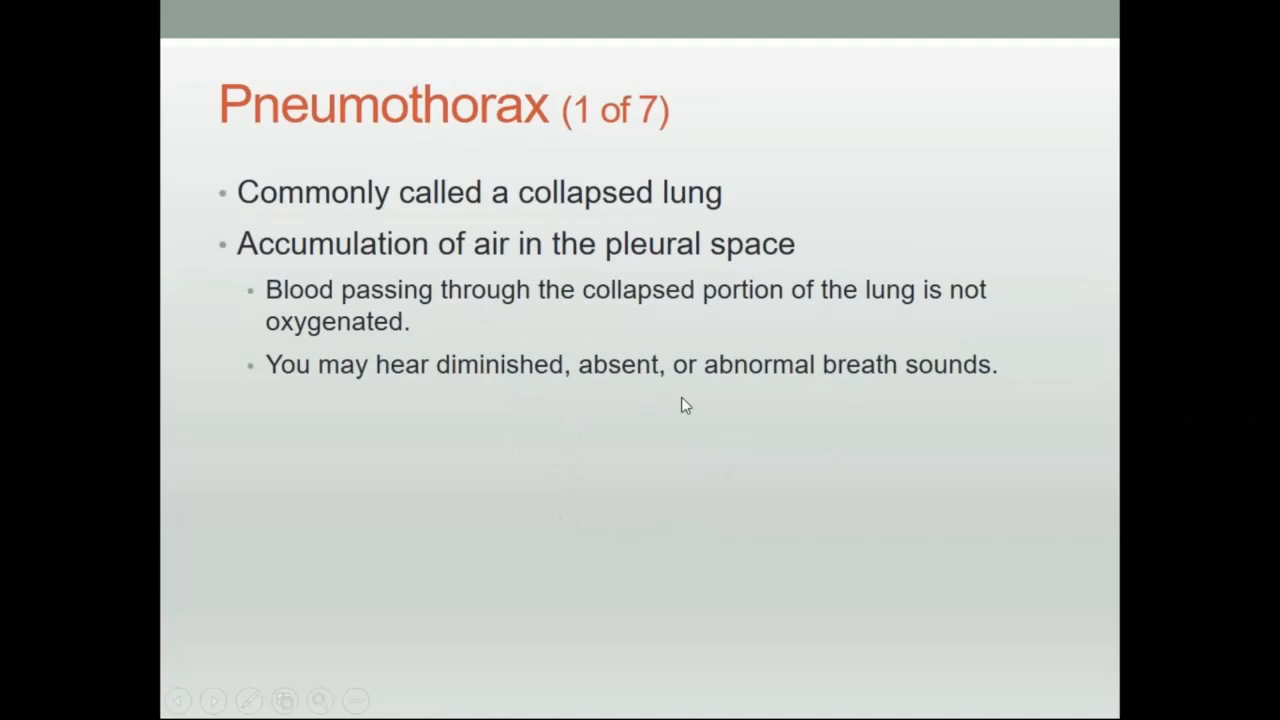 Pneumothorax (1 of 7)
• Commonly called a collapsed lung
• Accumulation of air in the pleural space
• Blood passing through the collapsed portion of the lung is not
oxygenated.
• You may hear diminished, absent, or abnormal breath sounds.